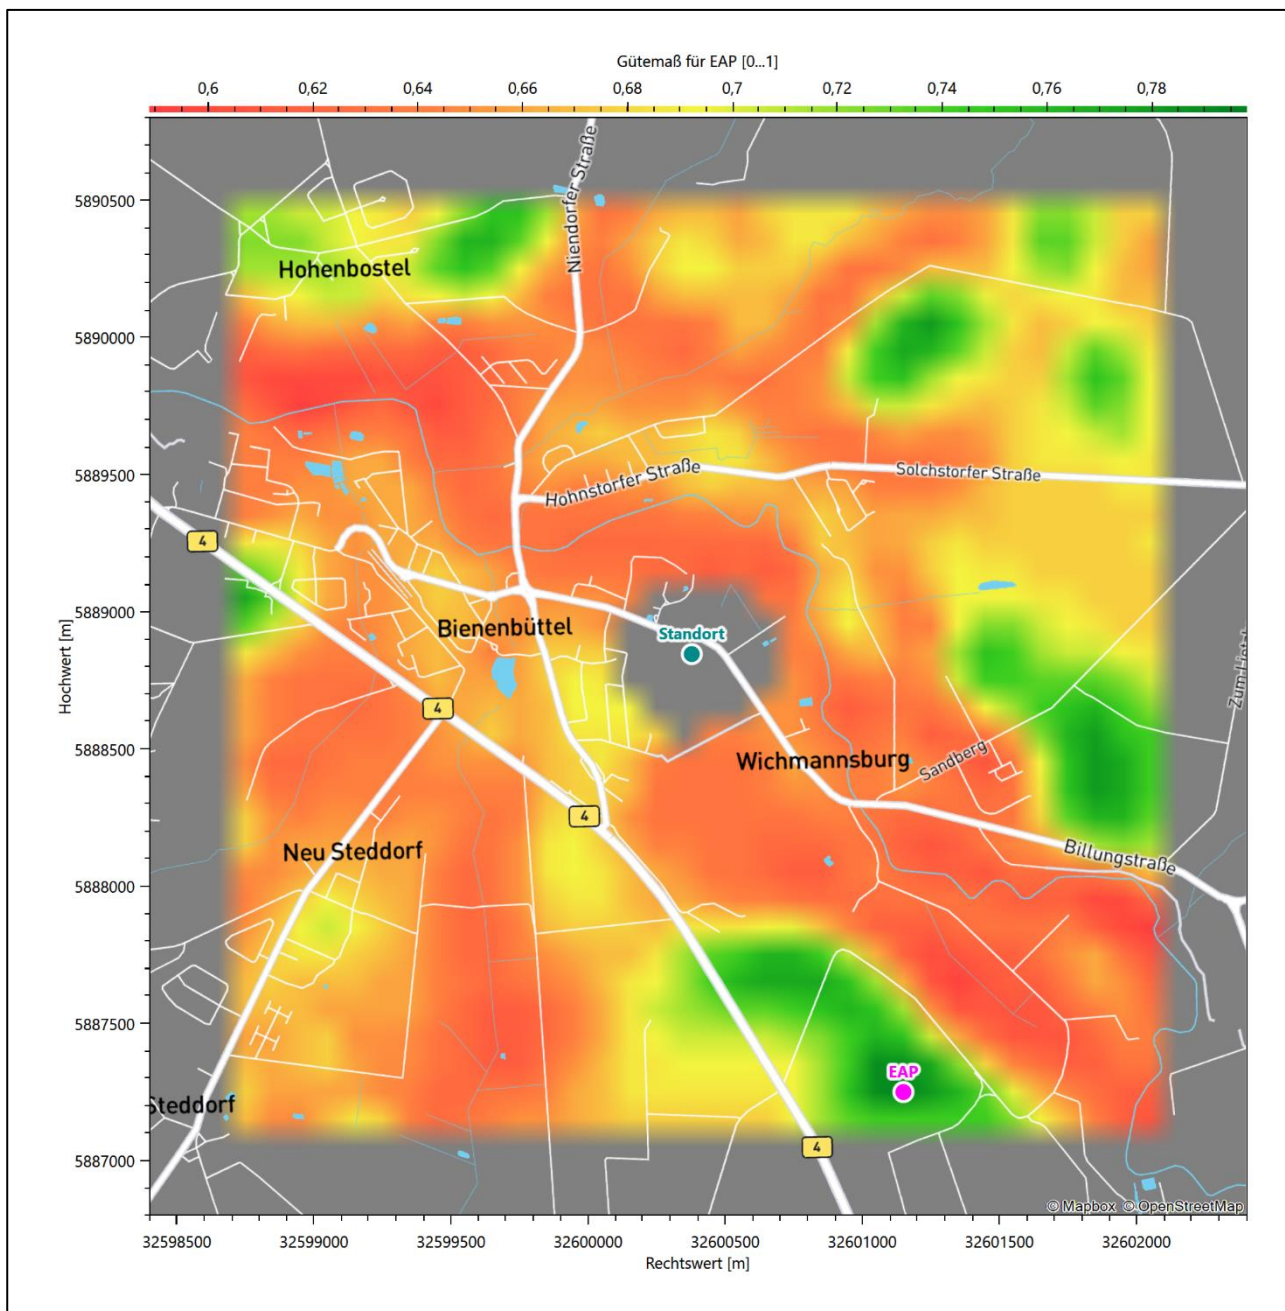 Gütemaß für EAP [0...1]
0,6 0,62 0,64 0,66 0,68 0,7 0,72 0,74 0,76 0,78
Niendorfer Straße
5890500
Hohenbostel
5890000
5889500
Hohnstorfer Straße
Solchstorfer Straße
4
5889000
Bienenbüttel
Standort
Hochwert [m]
4
5888500
Wichmannsburg
Sandberg
4
Neu Steddorf
Billungstraße
5888000
5887500
EAP
Steddorf
4
5887000
© Mapbox © OpenStreetMap
32598500 32599000 32599500 32600000 32600500 32601000 32601500 32602000
Rechtswert [m]